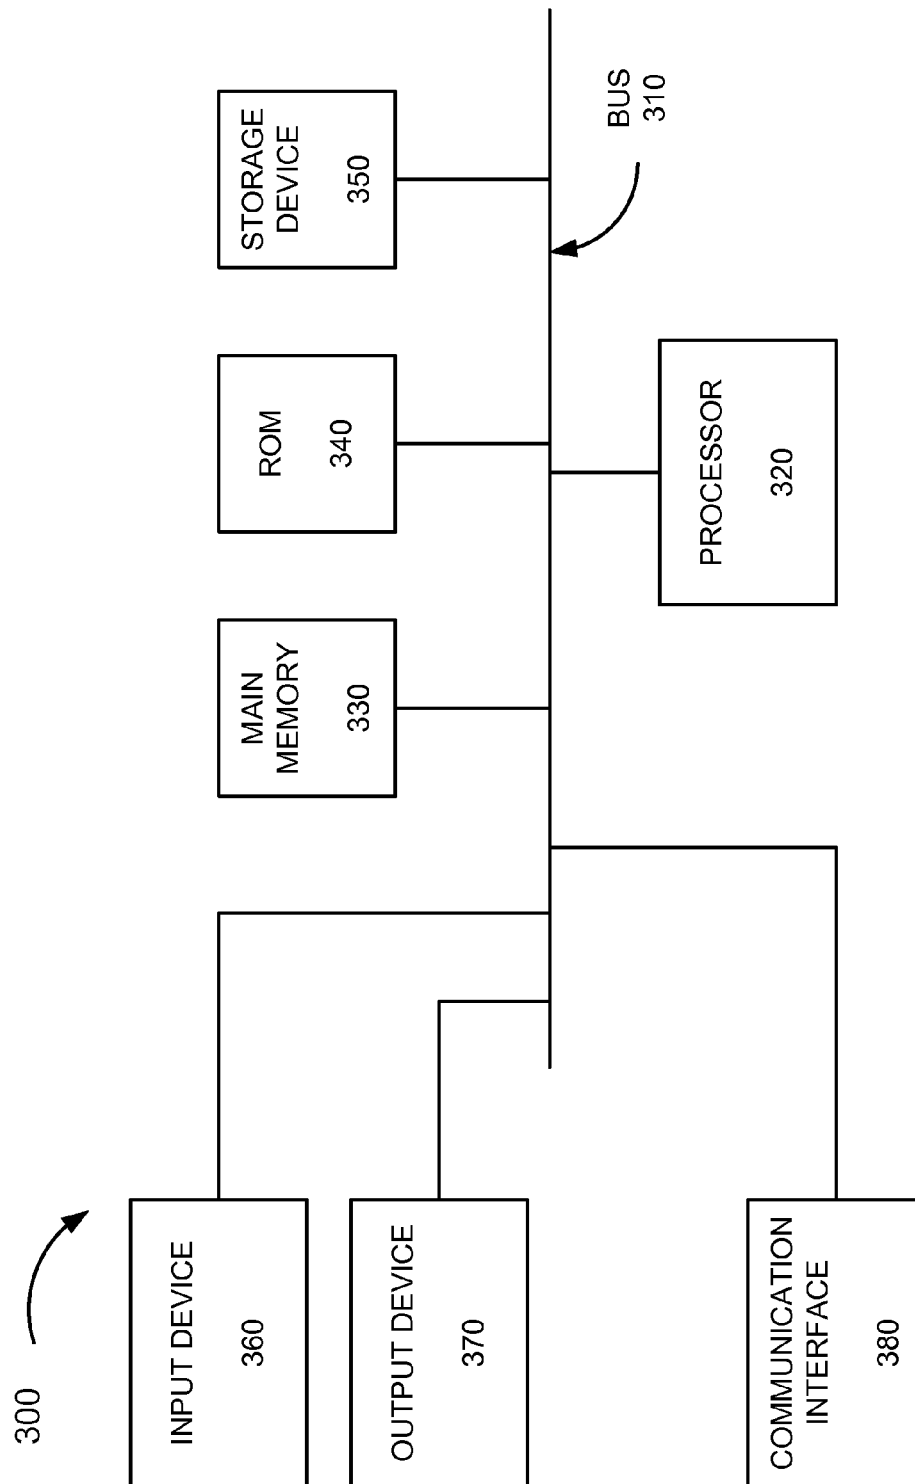 300
INPUT DEVICE
360
OUTPUT DEVICE
370
COMMUNICATION
INTERFACE
380
MAIN
MEMORY
330
ROM
340
STORAGE
DEVICE
350
PROCESSOR
320
BUS
310